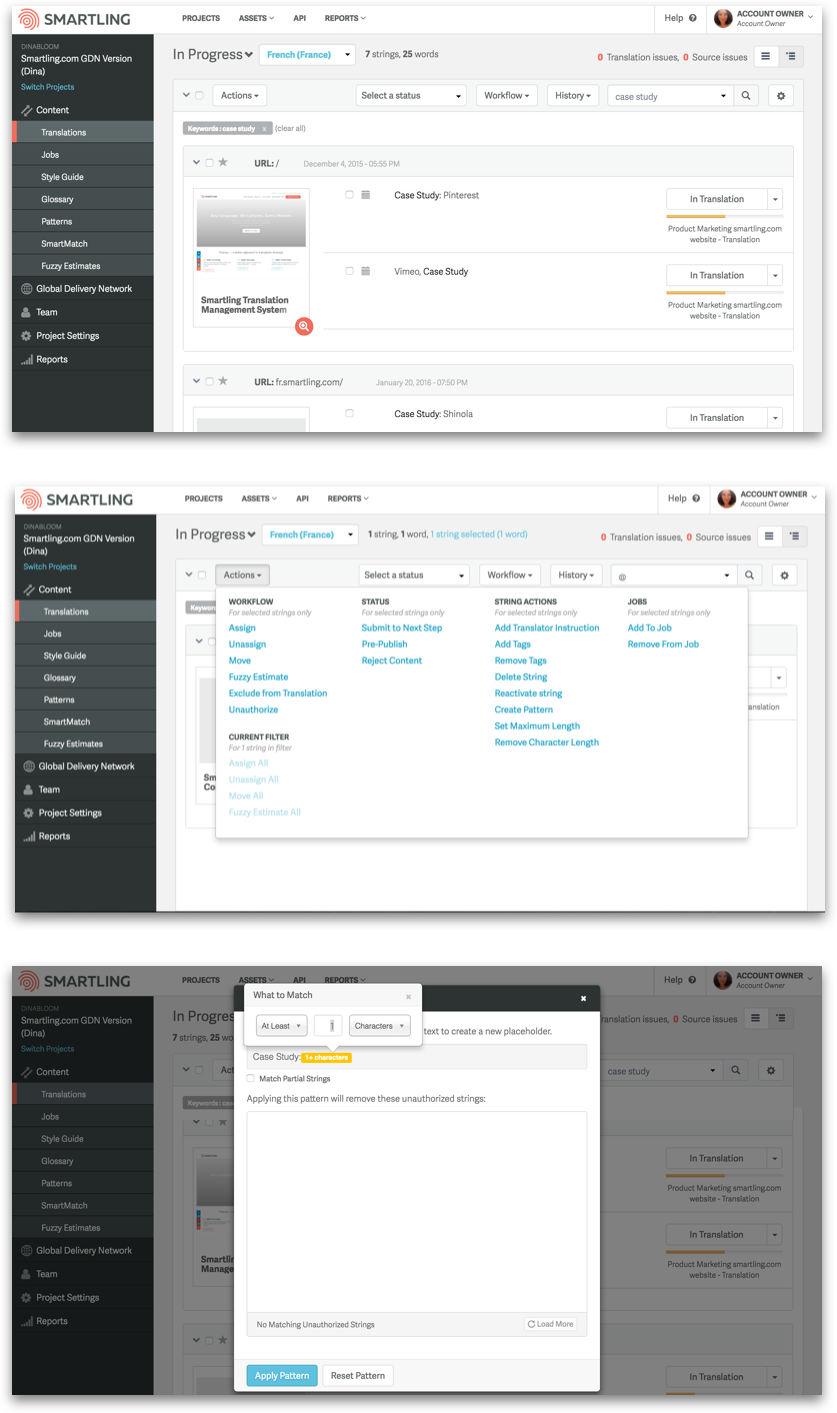 SMARTLING
PROJECTS ASSETS API REPORTS
Help
ACCOUNT OWNER
Account Owner
DINABLOOM
Smartling.com GDN Version
(Dina)
Switch Projects
Content
Translations
Jobs
Style Guide
Glossary
Patterns
SmartMatch
Fuzzy Estimates
Global Delivery Network
Team
Project Settings
Reports
In Progress French (France) 7 strings, 25 words
0 Translation issues, 0 Source issues
Actions Select a status Workflow History case study
Keywords : case study x (clear all)
URL: / December 4, 2015 - 05:55 PM
Smartling Translation
Management System
Case Study: Pinterest
In Translation
Product Marketing smartling.com
website - Translation
Vimeo, Case Study
In Translation
Product Marketing smartling.com
website - Translation
URL: fr.smartling.com/ January 20, 2016 - 07:50 PM
Case Study: Shinola
In Translation
SMARTLING
PROJECTS ASSETS API REPORTS
Help
ACCOUNT OWNER
Account Owner
DINABLOOM
Smartling.com GDN Version
(Dina)
Switch Projects
Content
Translations
Jobs
Style Guide
Glossary
Patterns
SmartMatch
Fuzzy Estimates
Global Delivery Network
Team
Project Settings
Reports
In Progress French (France) 1 string, 1 word, 1 string selected (1 word)
0 Translation issues, 0 Source issues
Actions Select a status Workflow History @
Keywor
WORKFLOW
For selected strings only
Assign
Unassign
Move
Fuzzy Estimate
Exclude from Translation
Unauthorize
CURRENT FILTER
For 1 string in filter
Assign All
Unassign All
Move All
Fuzzy Estimate All
STATUS
For selected strings only
Submit to Next Step
Pre-Publish
Reject Content
STRING ACTIONS
For selected strings only
Add Translator Instruction
Add Tags
Remove Tags
Delete String
Reactivate string
Create Pattern
Set Maximum Length
Remove Character Length
JOBS
For selected strings only
Add To Job
Remove From Job
Sm
Co
anslation
SMARTLING
PROJECTS ASSETS API REPORTS
Help
ACCOUNT OWNER
Account Owner
DINABLOOM
Smartling.com GDN Version
(Dina)
Switch Projects
Content
Translations
Jobs
Style Guide
Glossary
Patterns
SmartMatch
Fuzzy Estimates
Global Delivery Network
Team
Project Settings
Reports
In Progres
7 strings, 25 wo
ranslation issues, 0 Source issues
Act
case study
Keywords : cas
Smartlin
Manage
What to Match ×
At Least 1 Characters
text to create a new placeholder.
Case Study: 1+ characters
Match Partial Strings
Applying this pattern will remove these unauthorized strings:
No Matching Unauthorized Strings
Load More
Apply Pattern Reset Pattern
In Translation
Product Marketing smartling.com
website - Translation
In Translation
Product Marketing smartling.com
website - Translation
In Translation